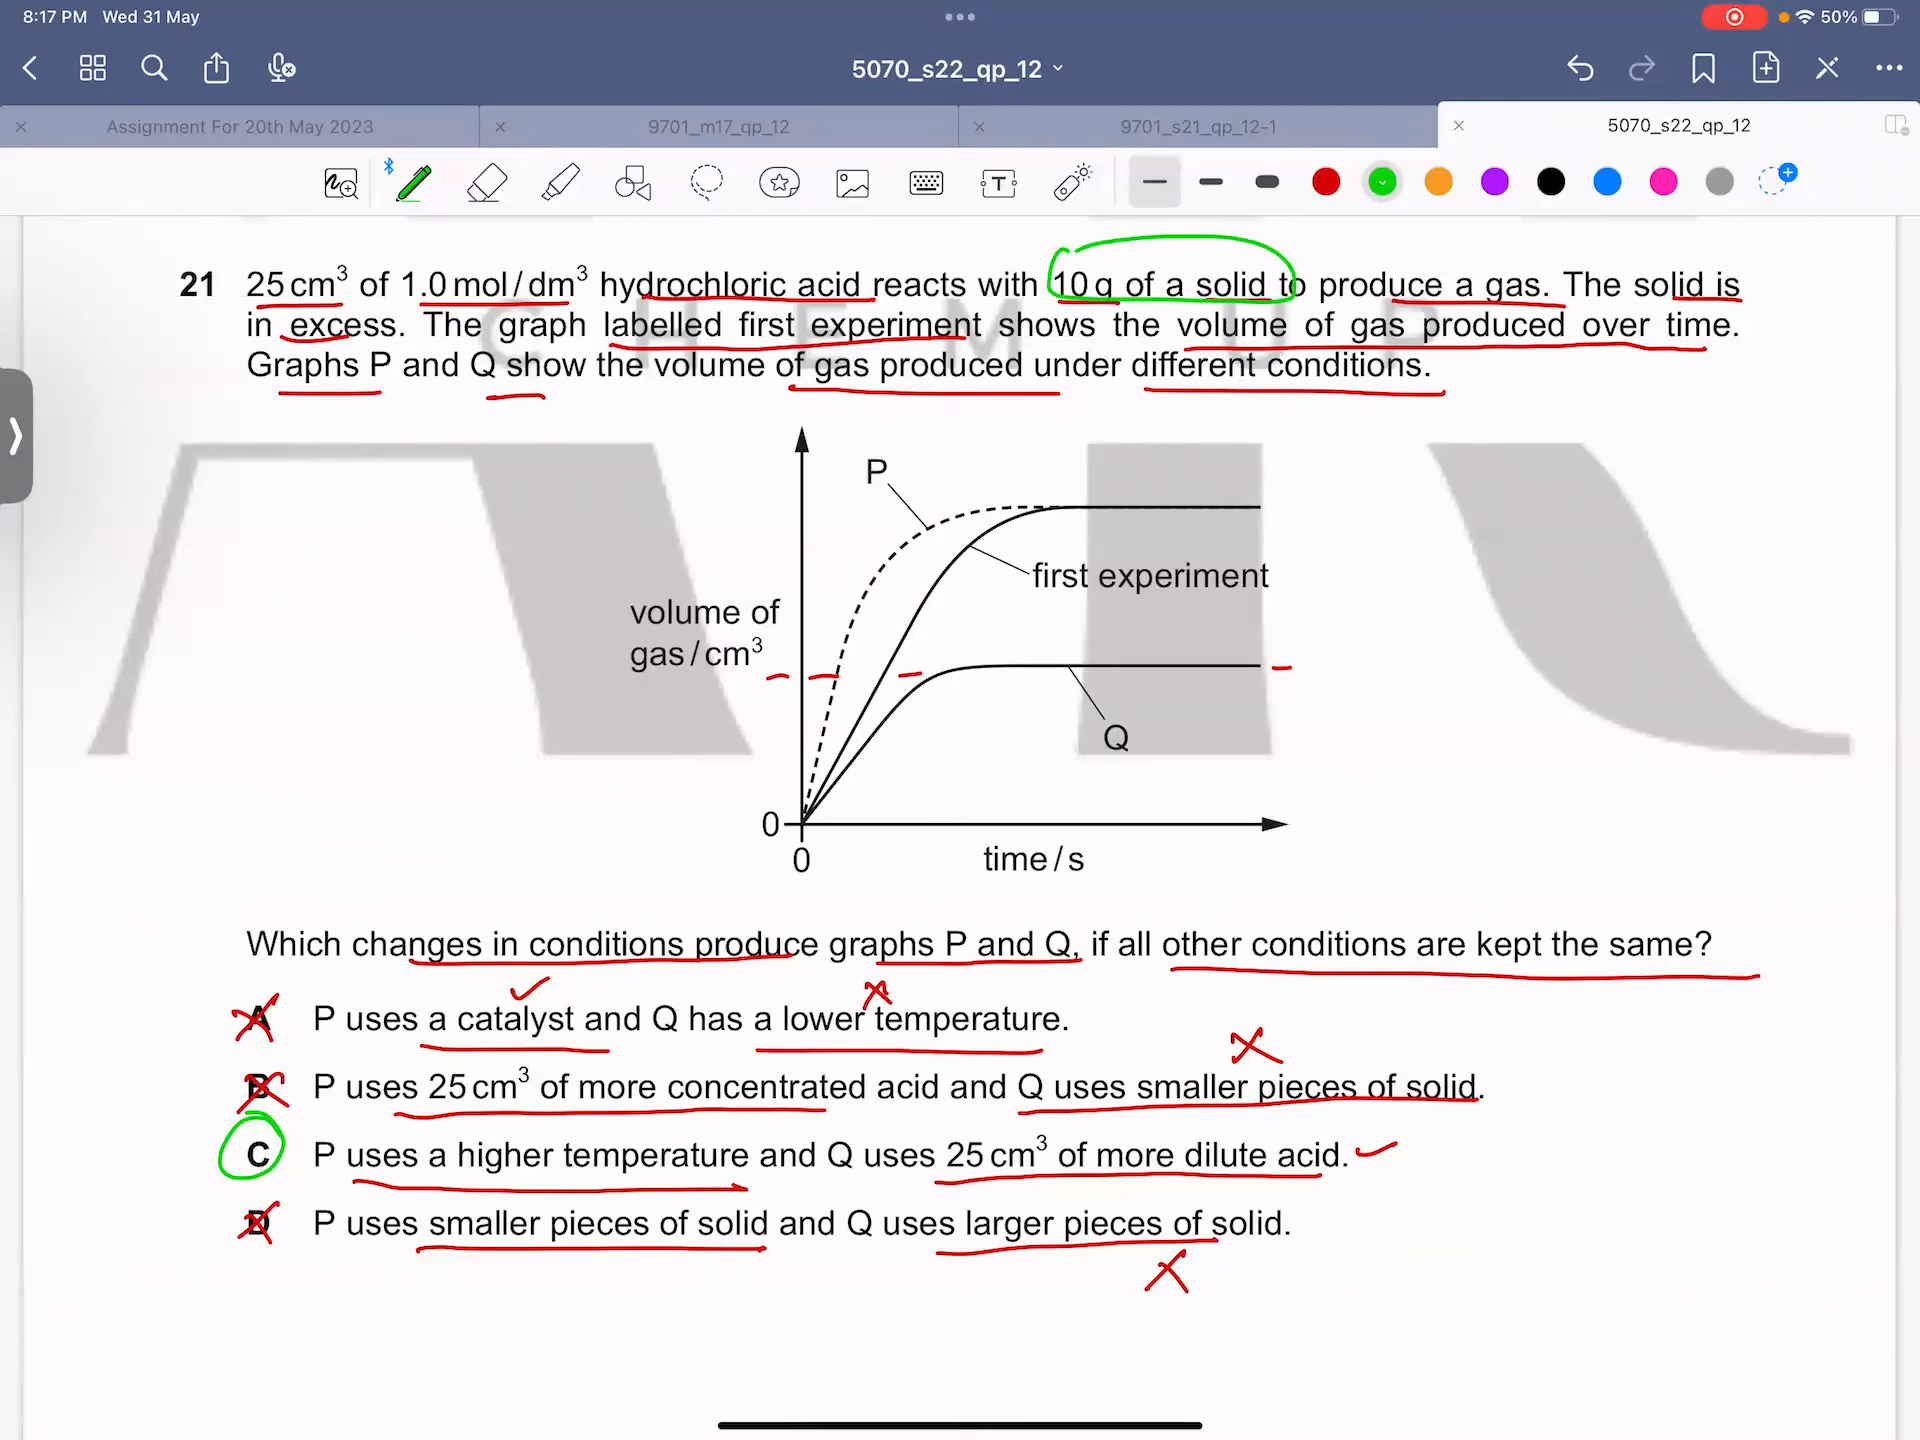 8:17 PM Wed 31 May
50%
5070_s22_qp_12
Assignment For 20th May 2023
9701_m17_qp_12
9701_s21_qp_12-1
5070_s22_qp_12
CHEM UP
21 25 cm³ of 1.0 mol/dm³ hydrochloric acid reacts with 10 g of a solid to produce a gas. The solid is
in excess. The graph labelled first experiment shows the volume of gas produced over time.
Graphs P and Q show the volume of gas produced under different conditions.
P
first experiment
volume of
gas/cm³
Q
0
0
time/s
Which changes in conditions produce graphs P and Q, if all other conditions are kept the same?
A P uses a catalyst and Q has a lower temperature.
B P uses 25 cm³ of more concentrated acid and Q uses smaller pieces of solid.
C P uses a higher temperature and Q uses 25 cm³ of more dilute acid.
D P uses smaller pieces of solid and Q uses larger pieces of solid.